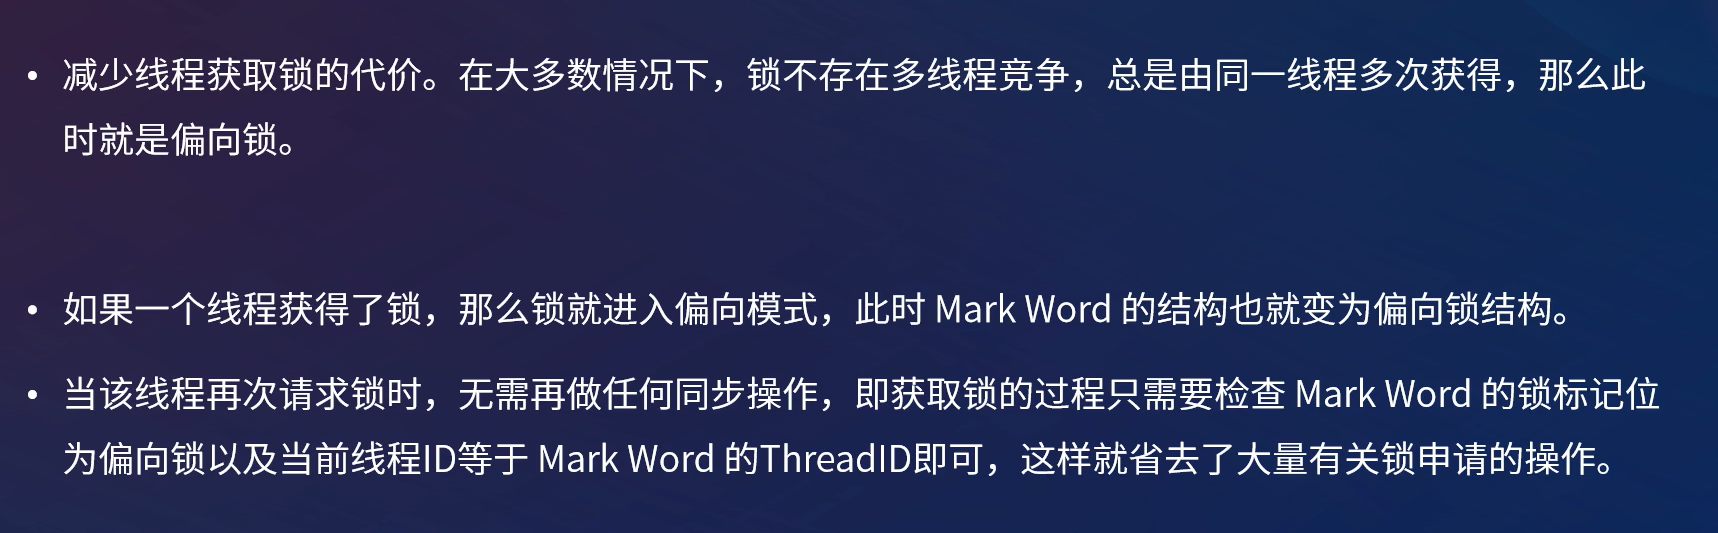 • 减少线程获取锁的代价。在大多数情况下，锁不存在多线程竞争，总是由同一线程多次获得，那么此
时就是偏向锁。
• 如果一个线程获得了锁，那么锁就进入偏向模式，此时 Mark Word 的结构也就变为偏向锁结构。
• 当该线程再次请求锁时，无需再做任何同步操作，即获取锁的过程只需要检查 Mark Word 的锁标记位
为偏向锁以及当前线程ID等于 Mark Word 的ThreadID即可，这样就省去了大量有关锁申请的操作。